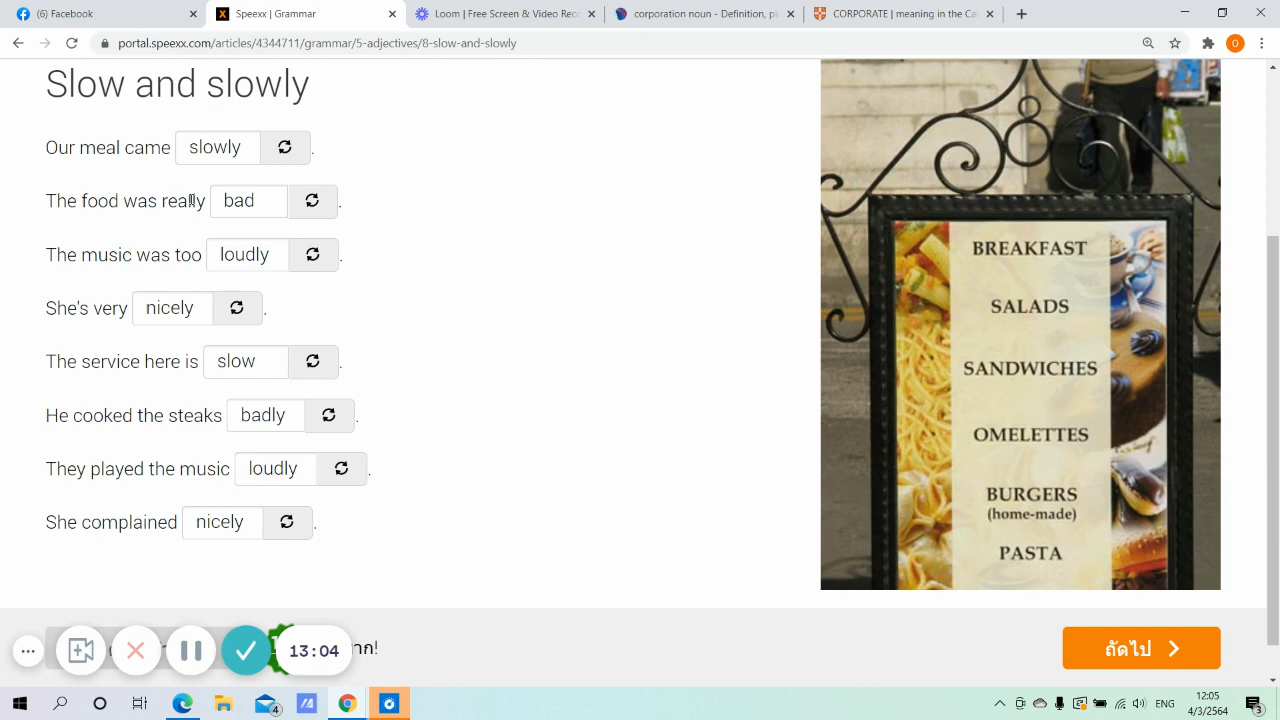 (6) Facebook
Speexx | Grammar
Loom | Free Screen & Video Rec
corporation noun - Definition, pi
CORPORATE | meaning in the Ca
portal.speexx.com/articles/4344711/grammar/5-adjectives/8-slow-and-slowly
O
Slow and slowly
Our meal came slowly.
The food was really bad.
The music was too loudly.
She's very nicely.
The service here is slow.
He cooked the steaks badly.
They played the music loudly.
She complained nicely.
BREAKFAST
SALADS
SANDWICHES
OMELETTES
BURGERS
(home-made)
PASTA
13:04
ถัดไป
4
ENG
12:05
4/3/2564
3